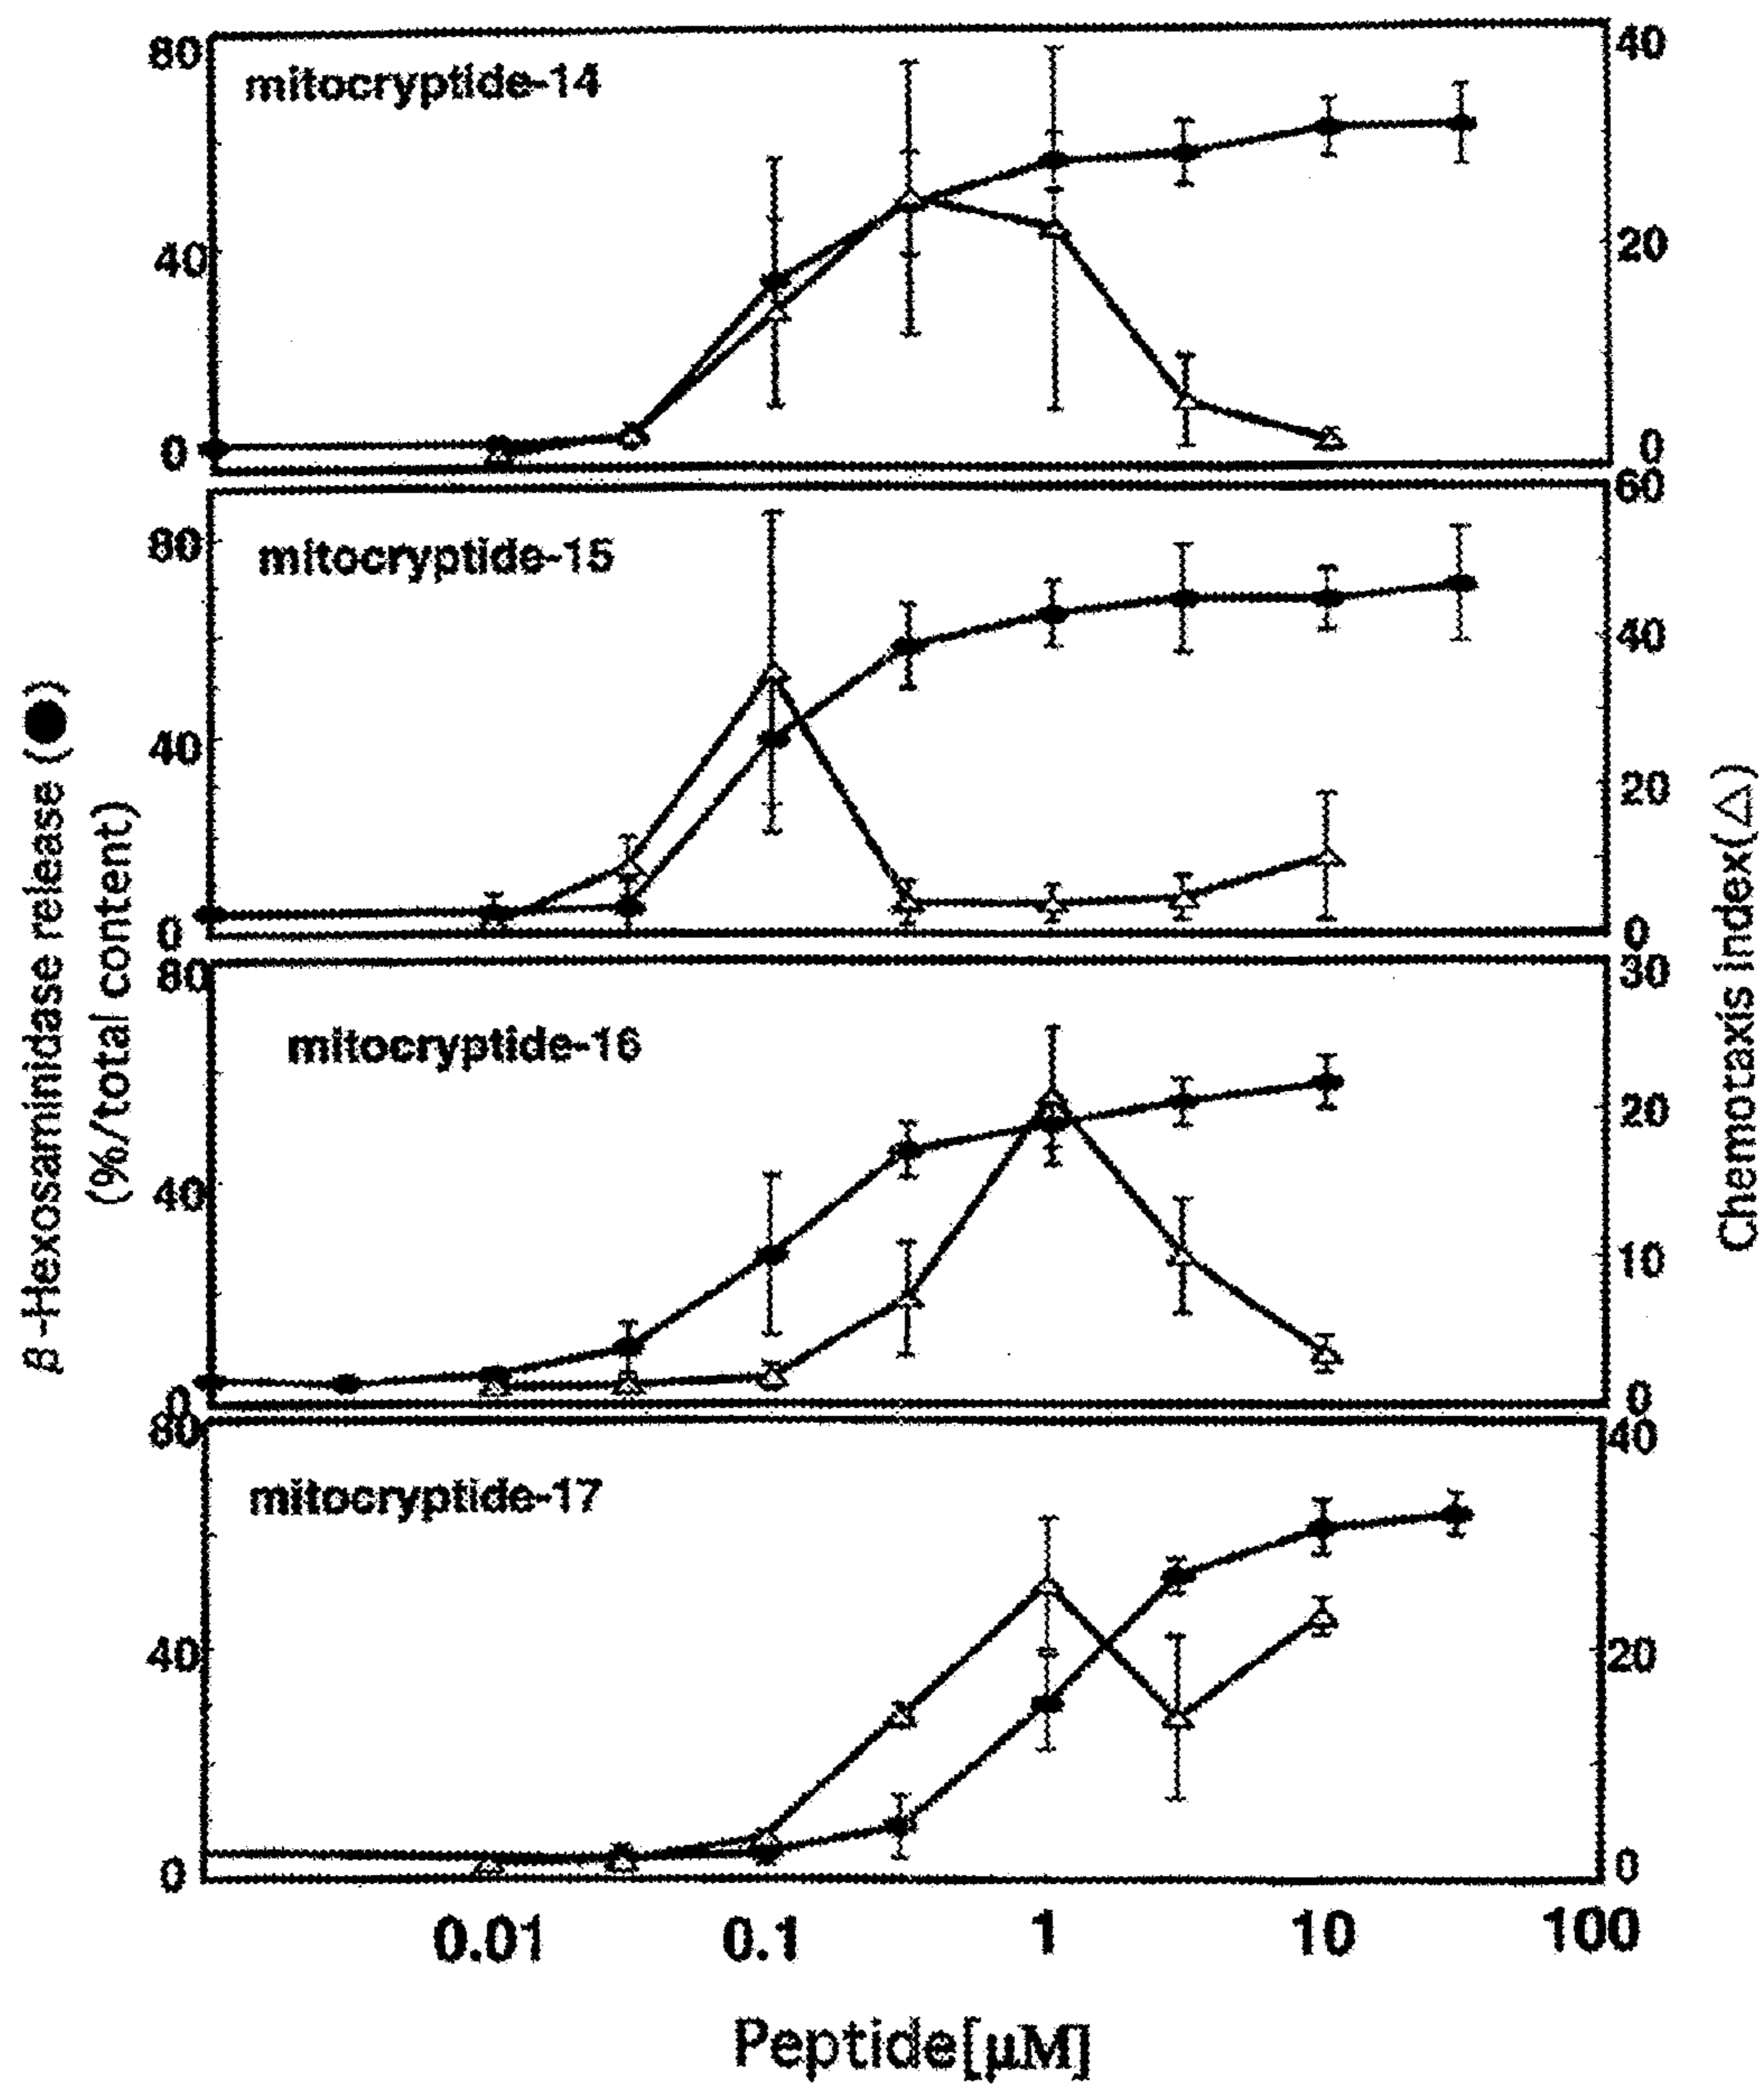 β-Hexosaminidase release (●)
(%/total content)
Chemotaxis index(△)
mitocryptide-14
80
40
0
40
20
0
mitocryptide-15
80
40
0
60
40
20
0
mitocryptide-16
80
40
0
30
20
10
0
mitocryptide-17
80
40
0
40
20
0
0.01 0.1 1 10 100
Peptide[μM]